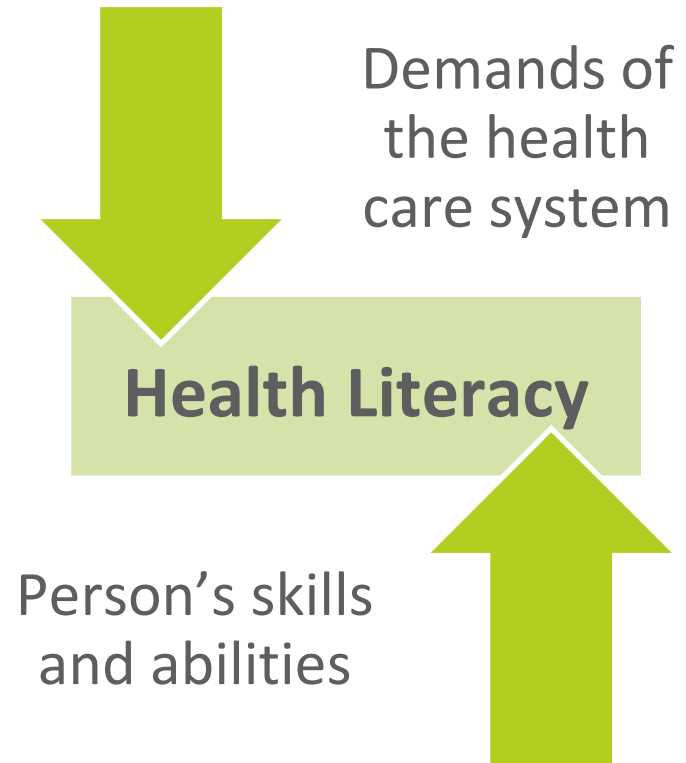 Demands of
the health
care system
Health Literacy
Person’s skills
and abilities